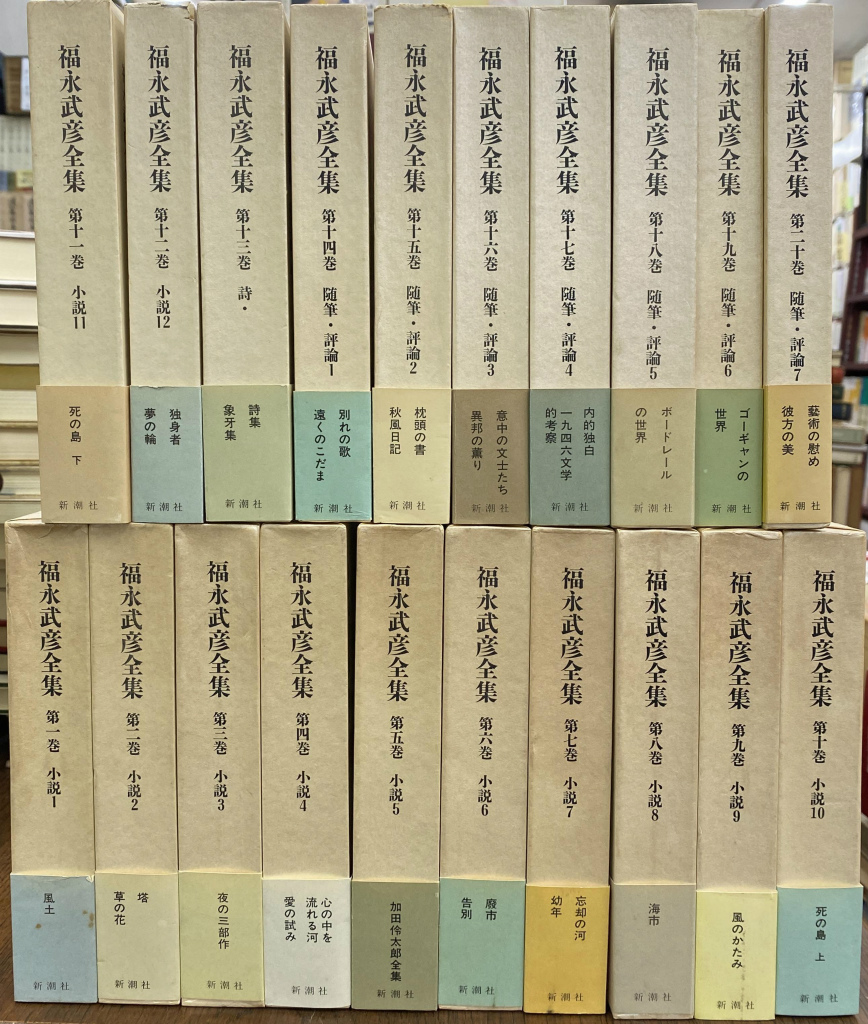 福永武彦全集 第十一巻 小説11
死の島 下
新潮社
福永武彦全集 第十二巻 小説12
独身者
夢の輪
新潮社
福永武彦全集 第十三巻 詩・
詩集
象牙集
新潮社
福永武彦全集 第十四巻 随筆・評論1
別れの歌
遠くのこだま
新潮社
福永武彦全集 第十五巻 随筆・評論2
枕頭の書
秋風日記
新潮社
福永武彦全集 第十六巻 随筆・評論3
意中の文士たち
異邦の薫り
新潮社
福永武彦全集 第十七巻 随筆・評論4
内的独白
一九四六文学
的考察
新潮社
福永武彦全集 第十八巻 随筆・評論5
ボードレール
の世界
新潮社
福永武彦全集 第十九巻 随筆・評論6
ゴーギャンの
世界
新潮社
福永武彦全集 第二十巻 随筆・評論7
藝術の慰め
彼方の美
新潮社
福永武彦全集 第一巻 小説1
風土
新潮社
福永武彦全集 第二巻 小説2
塔
草の花
新潮社
福永武彦全集 第三巻 小説3
夜の三部作
新潮社
福永武彦全集 第四巻 小説4
心の中を
流れる河
愛の試み
新潮社
福永武彦全集 第五巻 小説5
加田伶太郎全集
新潮社
福永武彦全集 第六巻 小説6
廢市
告別
新潮社
福永武彦全集 第七巻 小説7
忘却の河
幼年
新潮社
福永武彦全集 第八巻 小説8
海市
新潮社
福永武彦全集 第九巻 小説9
風のかたみ
新潮社
福永武彦全集 第十巻 小説10
死の島 上
新潮社